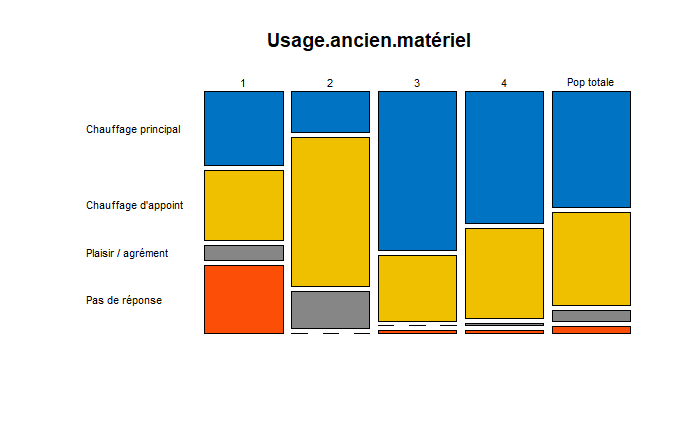 Usage.ancien.matériel
1 2 3 4 Pop totale
Chauffage principal
Chauffage d'appoint
Plaisir / agrément
Pas de réponse